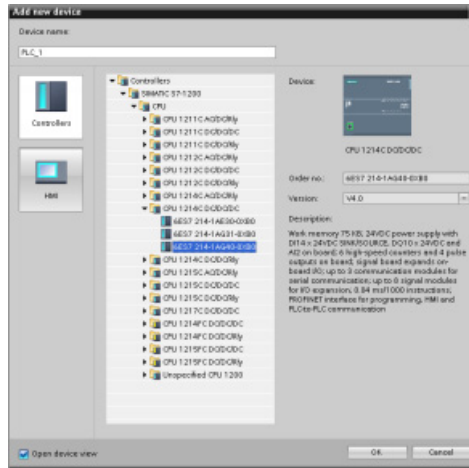 Add new device
Device name:
PLC_1
Controllers
HMI
Controllers
SIMATIC S7-1200
CPU
CPU 1211C AC/DC/Rly
CPU 1211C DC/DC/DC
CPU 1211C DC/DC/Rly
CPU 1212C AC/DC/Rly
CPU 1212C DC/DC/DC
CPU 1212C DC/DC/Rly
CPU 1214C AC/DC/Rly
CPU 1214C DC/DC/DC
6ES7 214-1AE30-0XB0
6ES7 214-1AG31-0XB0
6ES7 214-1AG40-0XB0
CPU 1214C DC/DC/Rly
CPU 1215C AC/DC/Rly
CPU 1215C DC/DC/DC
CPU 1215C DC/DC/Rly
CPU 1217C DC/DC/DC
CPU 1214FC DC/DC/DC
CPU 1214FC DC/DC/Rly
CPU 1215FC DC/DC/DC
CPU 1215FC DC/DC/Rly
Unspecified CPU 1200
Device:
CPU 1214C DC/DC/DC
Order no.: 6ES7 214-1AG40-0XB0
Version: V4.0
Description:
Work memory 75 KB; 24VDC power supply with
DI14 x 24VDC SINK/SOURCE, DQ10 x 24VDC and
AI2 on board; 6 high-speed counters and 4 pulse
outputs on board; signal board expands on-
board I/O; up to 3 communication modules for
serial communication; up to 8 signal modules
for I/O expansion; 0.04 ms/1000 instructions;
PROFINET interface for programming, HMI and
PLC-to-PLC communication
Open device view
OK
Cancel